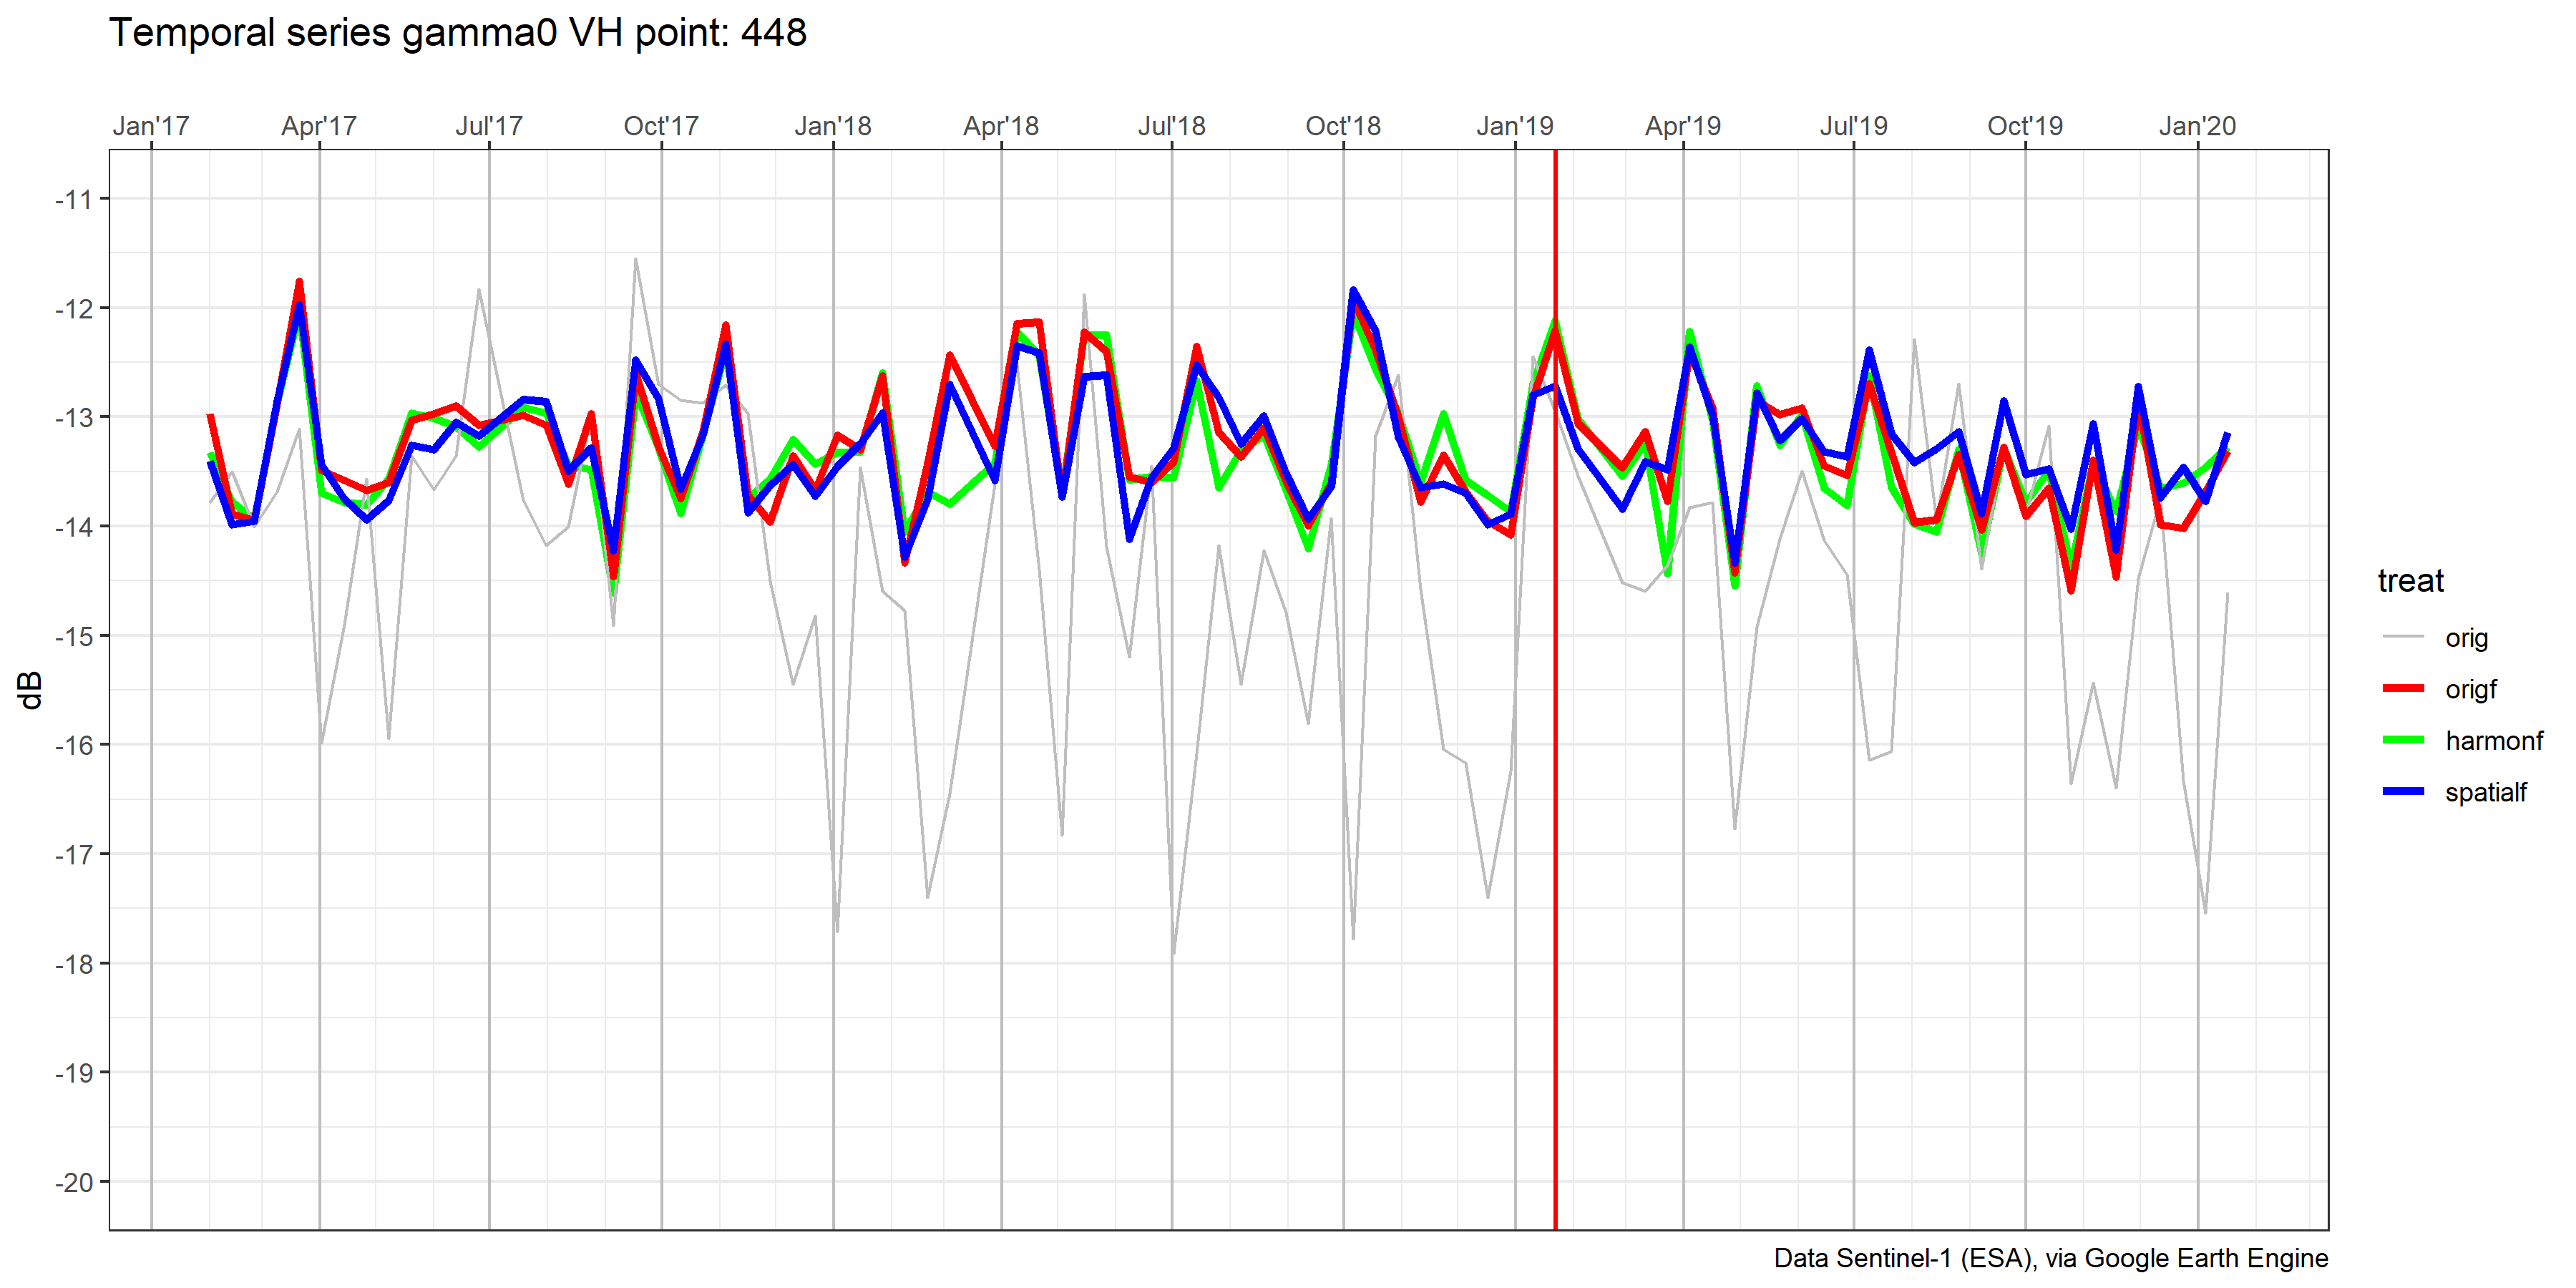 Temporal series gamma0 VH point: 448
Jan'17 Apr'17 Jul'17 Oct'17 Jan'18 Apr'18 Jul'18 Oct'18 Jan'19 Apr'19 Jul'19 Oct'19 Jan'20
-11
-12
-13
-14
-15
-16
-17
-18
-19
-20
dB
treat
orig
origf
harmonf
spatialf
Data Sentinel-1 (ESA), via Google Earth Engine